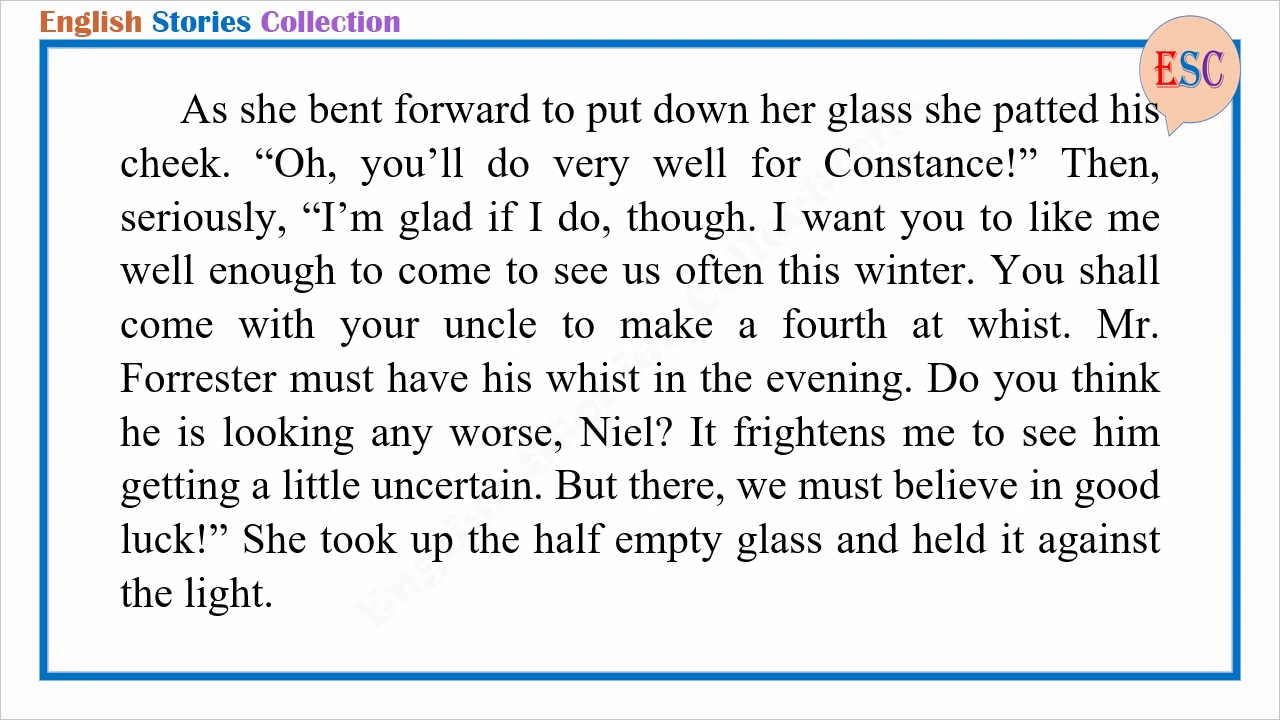 English Stories Collection
ESC
As she bent forward to put down her glass she patted his
cheek. “Oh, you’ll do very well for Constance!” Then,
seriously, “I’m glad if I do, though. I want you to like me
well enough to come to see us often this winter. You shall
come with your uncle to make a fourth at whist. Mr.
Forrester must have his whist in the evening. Do you think
he is looking any worse, Niel? It frightens me to see him
getting a little uncertain. But there, we must believe in good
luck!” She took up the half empty glass and held it against
the light.
English Stories Collections